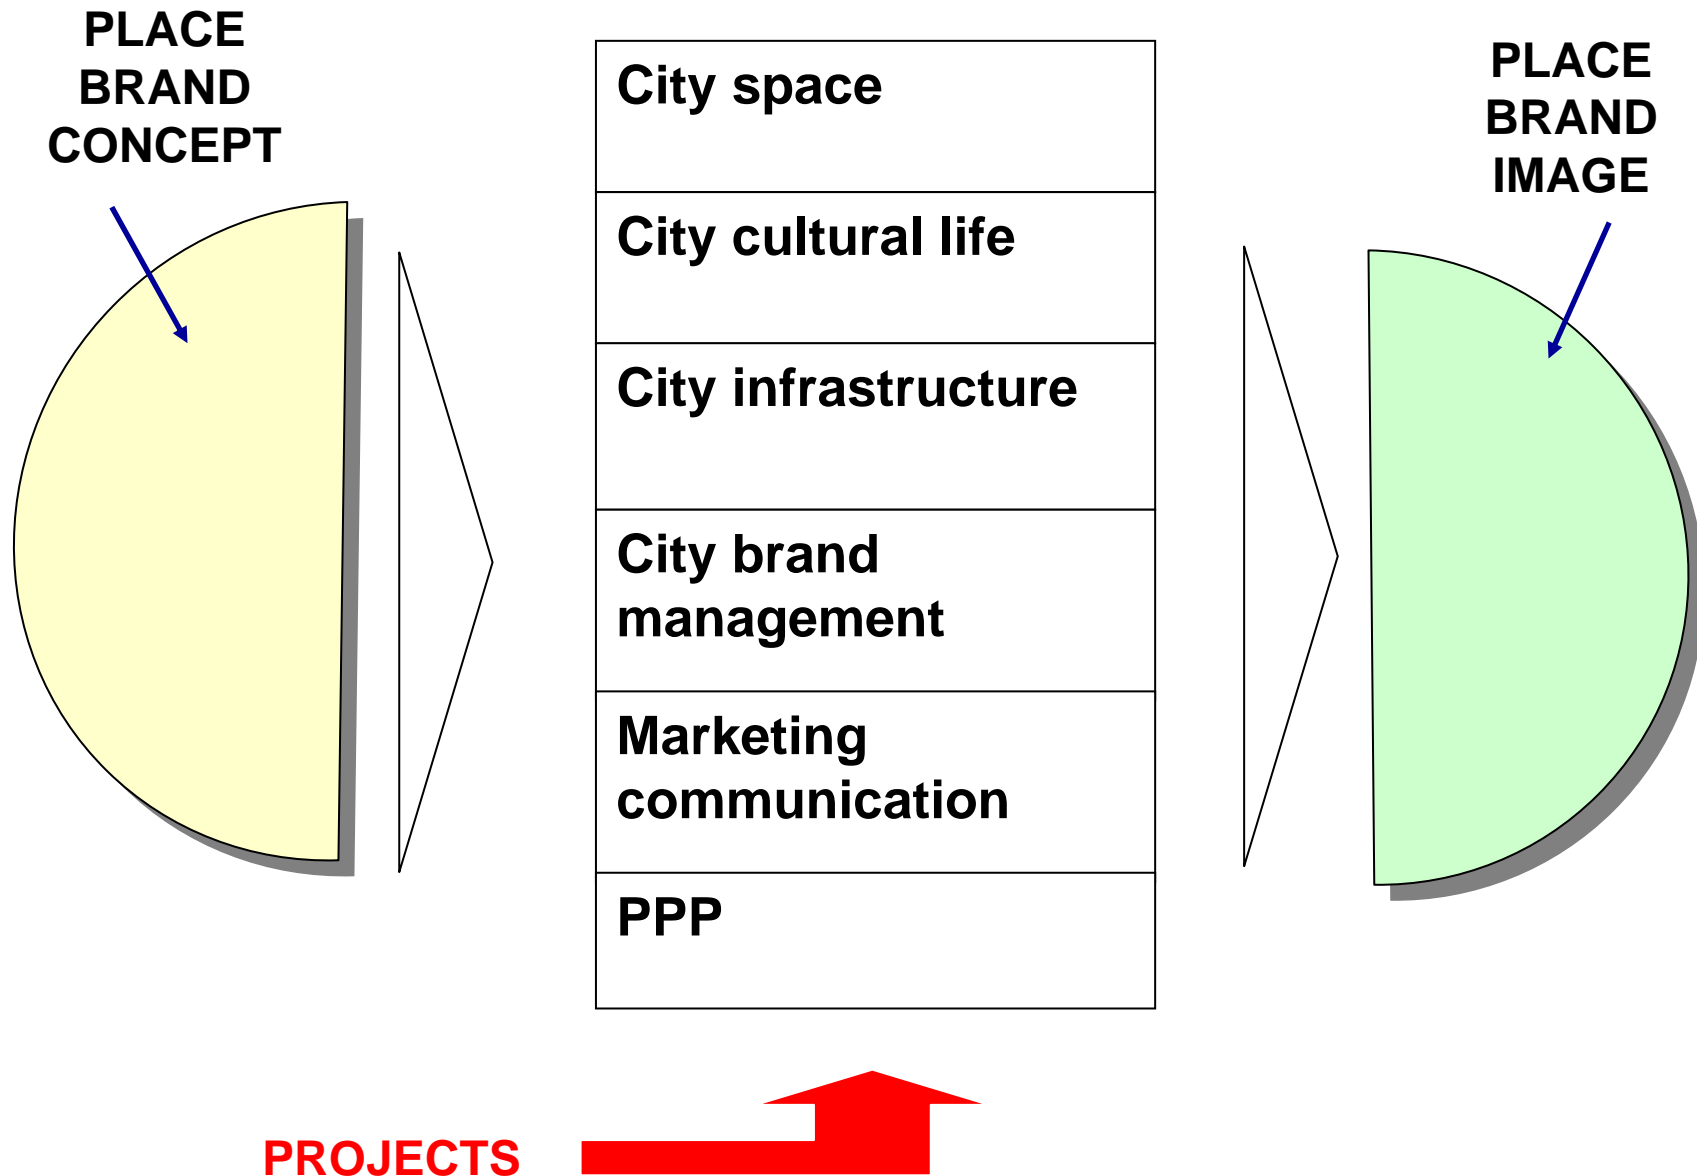 PLACE
BRAND
CONCEPT
City space
City cultural life
City infrastructure
City brand
management
Marketing
communication
PPP
PLACE
BRAND
IMAGE
PROJECTS